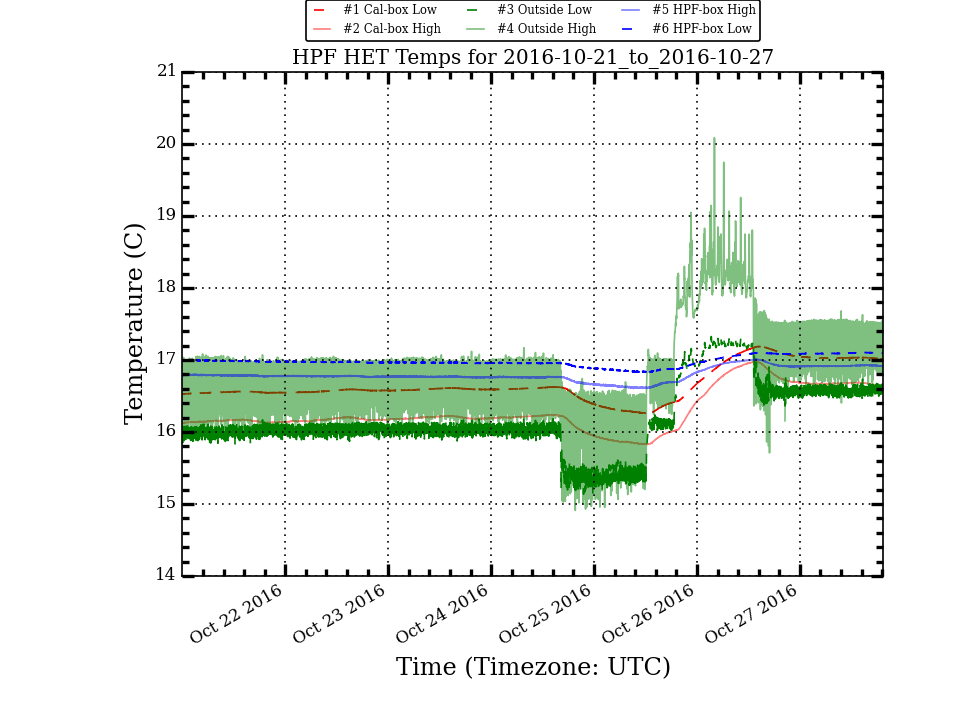 #1 Cal-box Low #3 Outside Low #5 HPF-box High
#2 Cal-box High #4 Outside High #6 HPF-box Low
HPF HET Temps for 2016-10-21_to_2016-10-27
21
20
19
18
17
16
15
14
Temperature (C)
Oct 22 2016 Oct 23 2016 Oct 24 2016 Oct 25 2016 Oct 26 2016 Oct 27 2016
Time (Timezone: UTC)